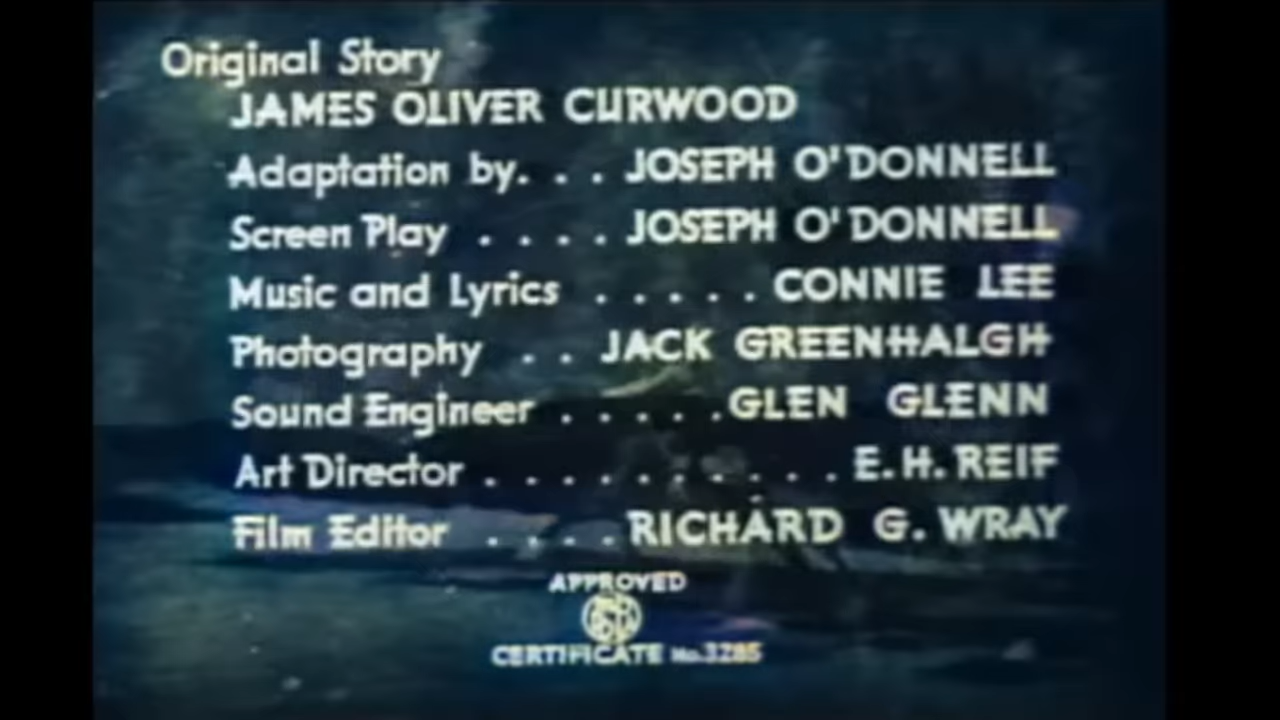 Original Story
JAMES OLIVER CURWOOD
Adaptation by. . . JOSEPH O'DONNELL
Screen Play . . . . JOSEPH O'DONNELL
Music and Lyrics . . . . . CONNIE LEE
Photography . . JACK GREENHALGH
Sound Engineer . . . . . GLEN GLENN
Art Director . . . . . . . . . . E.H. REIF
Film Editor . . . . RICHARD G. WRAY
APPROVED
CERTIFICATE No. 3285